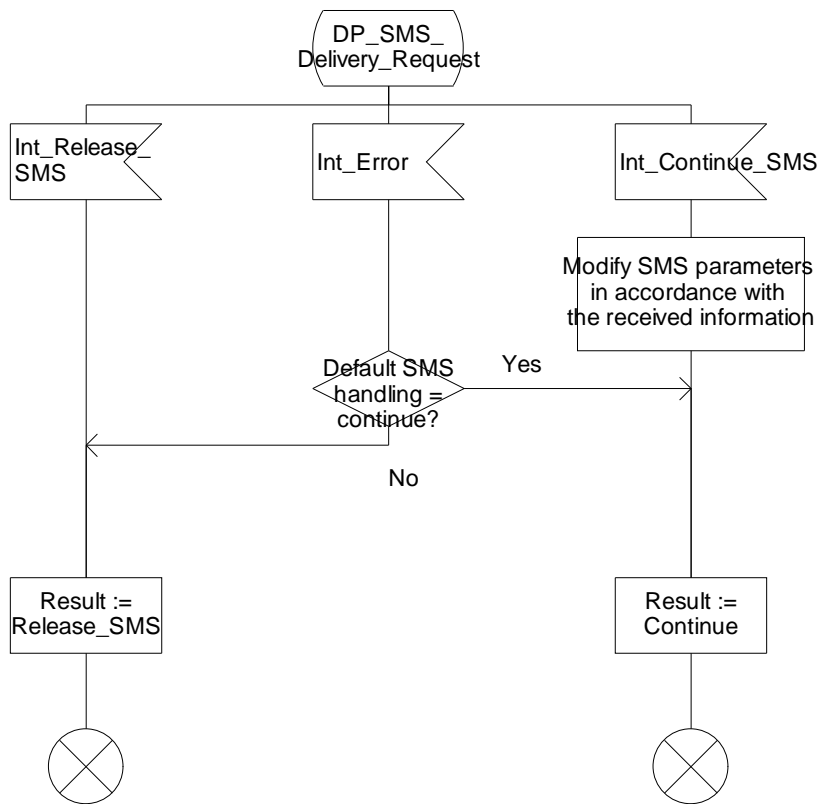 DP_SMS_
Delivery_Request
Int_Release_
SMS
Int_Error
Int_Continue_SMS
Modify SMS parameters
in accordance with
the received information
Default SMS
handling =
continue?
Yes
No
Result :=
Release_SMS
Result :=
Continue